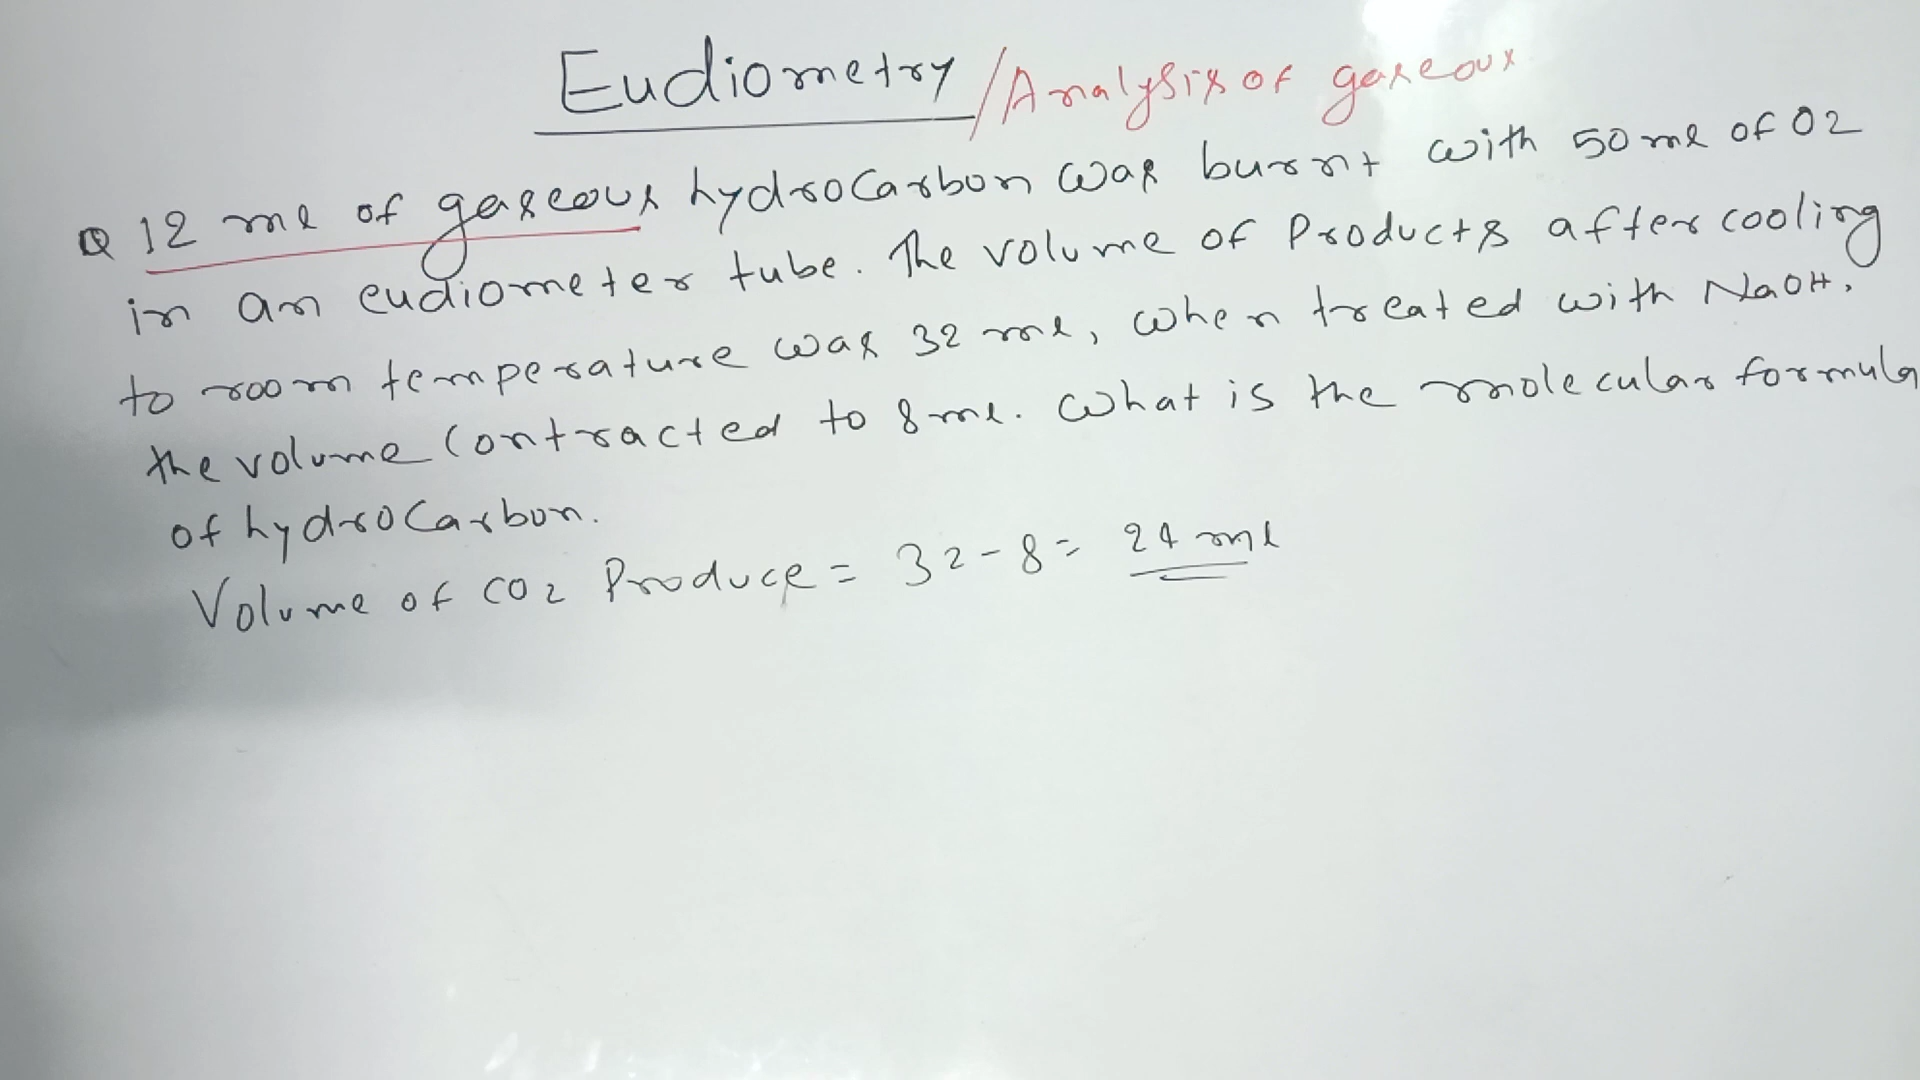 Eudiometry/Analysis of gaseous
Q 12 ml of gaseous hydrocarbon was burnt with 50 ml of O2
in an eudiometer tube. The volume of Products after cooling
to room temperature was 32 ml, when treated with NaOH,
the volume Contracted to 8 ml. What is the molecular formula
of hydrocarbon.
Volume of CO2 Produce = 32-8= 24 ml